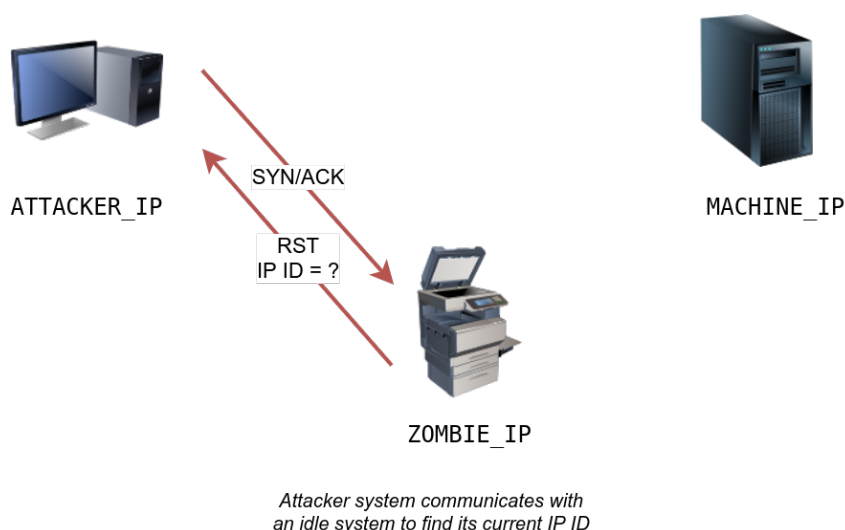 SYN/ACK
ATTACKER_IP
MACHINE_IP
RST
IP ID = ?
ZOMBIE_IP
Attacker system communicates with
an idle system to find its current IP ID